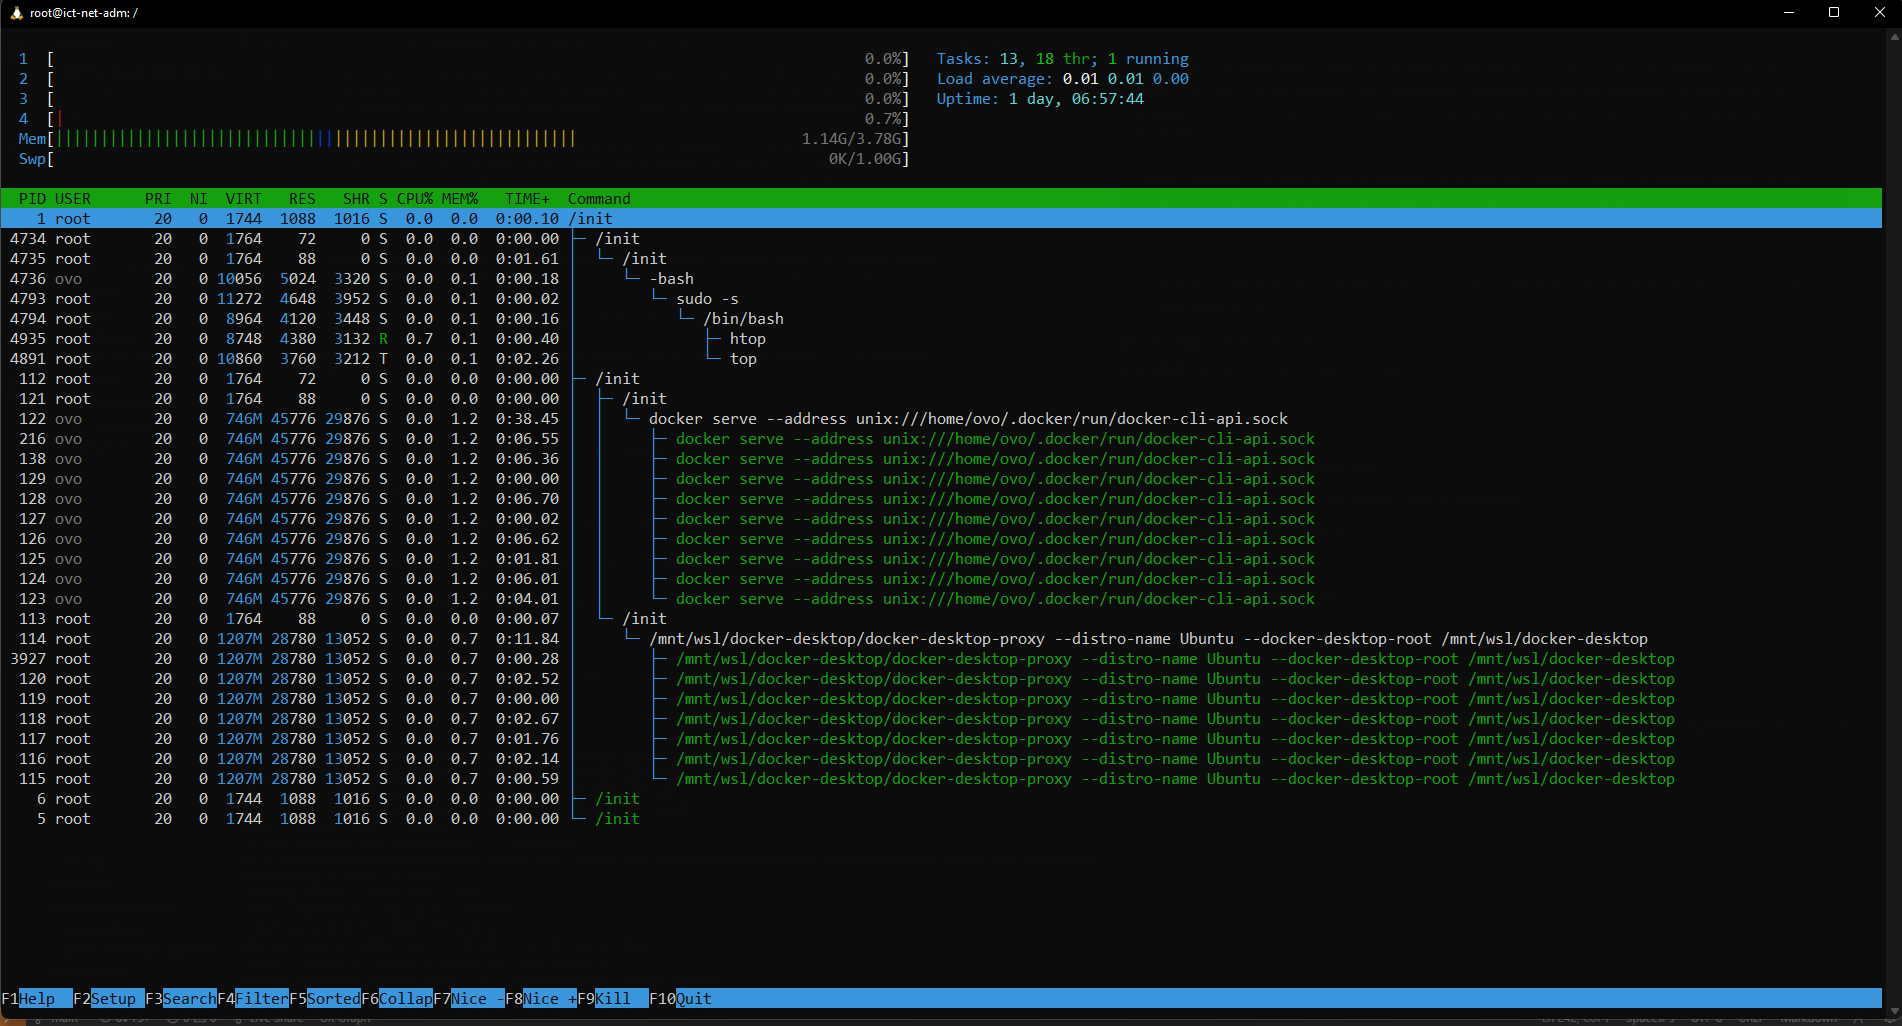 root@ict-net-adm: /
1 [ 0.0%] Tasks: 13, 18 thr; 1 running
2 [ 0.0%] Load average: 0.01 0.01 0.00
3 [ 0.0%] Uptime: 1 day, 06:57:44
4 [| 0.7%]
Mem[||||||||||||||||||||||||||||||||||||||||||||||||||||||||||| 1.14G/3.78G]
Swp[ 0K/1.00G]
PID USER PRI NI VIRT RES SHR S CPU% MEM% TIME+ Command
1 root 20 0 1744 1088 1016 S 0.0 0.0 0:00.10 /init
4734 root 20 0 1764 72 0 S 0.0 0.0 0:00.00 ├─ /init
4735 root 20 0 1764 88 0 S 0.0 0.0 0:01.61 │ └─ /init
4736 ovo 20 0 10056 5024 3320 S 0.0 0.1 0:00.18 │ └─ -bash
4793 root 20 0 11272 4648 3952 S 0.0 0.1 0:00.02 │ └─ sudo -s
4794 root 20 0 8964 4120 3448 S 0.0 0.1 0:00.16 │ └─ /bin/bash
4935 root 20 0 8748 4380 3132 R 0.7 0.1 0:00.40 │ ├─ htop
4891 root 20 0 10860 3760 3212 T 0.0 0.1 0:02.26 │ └─ top
112 root 20 0 1764 72 0 S 0.0 0.0 0:00.00 ├─ /init
121 root 20 0 1764 88 0 S 0.0 0.0 0:00.00 │ ├─ /init
122 ovo 20 0 746M 45776 29876 S 0.0 1.2 0:38.45 │ │ └─ docker serve --address unix:///home/ovo/.docker/run/docker-cli-api.sock
216 ovo 20 0 746M 45776 29876 S 0.0 1.2 0:06.55 │ │ ├─ docker serve --address unix:///home/ovo/.docker/run/docker-cli-api.sock
138 ovo 20 0 746M 45776 29876 S 0.0 1.2 0:06.36 │ │ ├─ docker serve --address unix:///home/ovo/.docker/run/docker-cli-api.sock
129 ovo 20 0 746M 45776 29876 S 0.0 1.2 0:00.00 │ │ ├─ docker serve --address unix:///home/ovo/.docker/run/docker-cli-api.sock
128 ovo 20 0 746M 45776 29876 S 0.0 1.2 0:06.70 │ │ ├─ docker serve --address unix:///home/ovo/.docker/run/docker-cli-api.sock
127 ovo 20 0 746M 45776 29876 S 0.0 1.2 0:00.02 │ │ ├─ docker serve --address unix:///home/ovo/.docker/run/docker-cli-api.sock
126 ovo 20 0 746M 45776 29876 S 0.0 1.2 0:06.62 │ │ ├─ docker serve --address unix:///home/ovo/.docker/run/docker-cli-api.sock
125 ovo 20 0 746M 45776 29876 S 0.0 1.2 0:01.81 │ │ ├─ docker serve --address unix:///home/ovo/.docker/run/docker-cli-api.sock
124 ovo 20 0 746M 45776 29876 S 0.0 1.2 0:06.01 │ │ ├─ docker serve --address unix:///home/ovo/.docker/run/docker-cli-api.sock
123 ovo 20 0 746M 45776 29876 S 0.0 1.2 0:04.01 │ │ └─ docker serve --address unix:///home/ovo/.docker/run/docker-cli-api.sock
113 root 20 0 1764 88 0 S 0.0 0.0 0:00.07 │ └─ /init
114 root 20 0 1207M 28780 13052 S 0.0 0.7 0:11.84 │ └─ /mnt/wsl/docker-desktop/docker-desktop-proxy --distro-name Ubuntu --docker-desktop-root /mnt/wsl/docker-desktop
3927 root 20 0 1207M 28780 13052 S 0.0 0.7 0:00.28 │ ├─ /mnt/wsl/docker-desktop/docker-desktop-proxy --distro-name Ubuntu --docker-desktop-root /mnt/wsl/docker-desktop
120 root 20 0 1207M 28780 13052 S 0.0 0.7 0:02.52 │ ├─ /mnt/wsl/docker-desktop/docker-desktop-proxy --distro-name Ubuntu --docker-desktop-root /mnt/wsl/docker-desktop
119 root 20 0 1207M 28780 13052 S 0.0 0.7 0:00.00 │ ├─ /mnt/wsl/docker-desktop/docker-desktop-proxy --distro-name Ubuntu --docker-desktop-root /mnt/wsl/docker-desktop
118 root 20 0 1207M 28780 13052 S 0.0 0.7 0:02.67 │ ├─ /mnt/wsl/docker-desktop/docker-desktop-proxy --distro-name Ubuntu --docker-desktop-root /mnt/wsl/docker-desktop
117 root 20 0 1207M 28780 13052 S 0.0 0.7 0:01.76 │ ├─ /mnt/wsl/docker-desktop/docker-desktop-proxy --distro-name Ubuntu --docker-desktop-root /mnt/wsl/docker-desktop
116 root 20 0 1207M 28780 13052 S 0.0 0.7 0:02.14 │ ├─ /mnt/wsl/docker-desktop/docker-desktop-proxy --distro-name Ubuntu --docker-desktop-root /mnt/wsl/docker-desktop
115 root 20 0 1207M 28780 13052 S 0.0 0.7 0:00.59 │ └─ /mnt/wsl/docker-desktop/docker-desktop-proxy --distro-name Ubuntu --docker-desktop-root /mnt/wsl/docker-desktop
6 root 20 0 1744 1088 1016 S 0.0 0.0 0:00.00 ├─ /init
5 root 20 0 1744 1088 1016 S 0.0 0.0 0:00.00 └─ /init
F1Help F2Setup F3SearchF4FilterF5SortedF6CollapF7Nice -F8Nice +F9Kill F10Quit